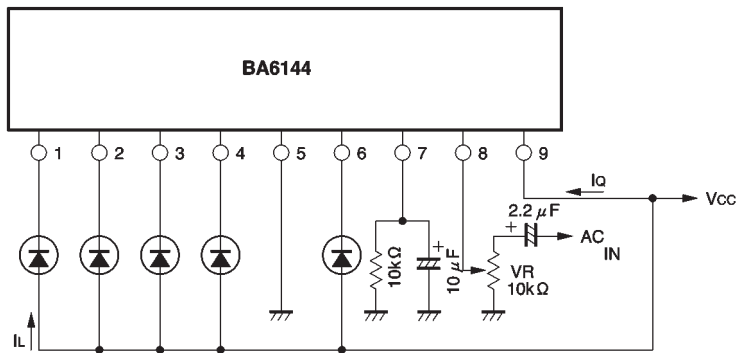 BA6144
1 2 3 4 5 6 7 8 9
IQ
VCC
2.2 μF
+
AC IN
+
10kΩ
10 μF
VR
10kΩ
IL